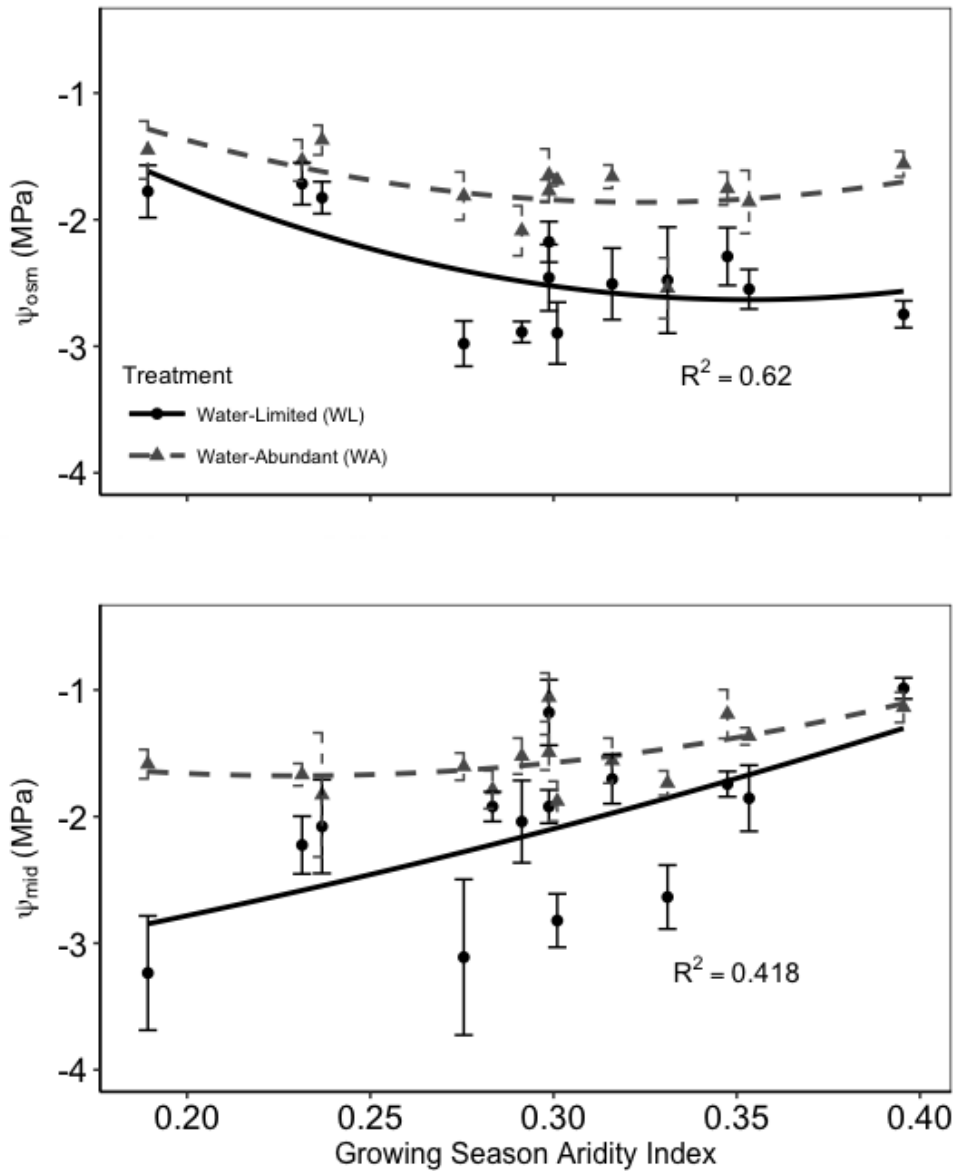 -1
-2
-3
-4
ψosm (MPa)
Treatment
Water-Limited (WL)
Water-Abundant (WA)
R² = 0.62
-1
-2
-3
-4
ψmid (MPa)
R² = 0.418
0.20 0.25 0.30 0.35 0.40
Growing Season Aridity Index